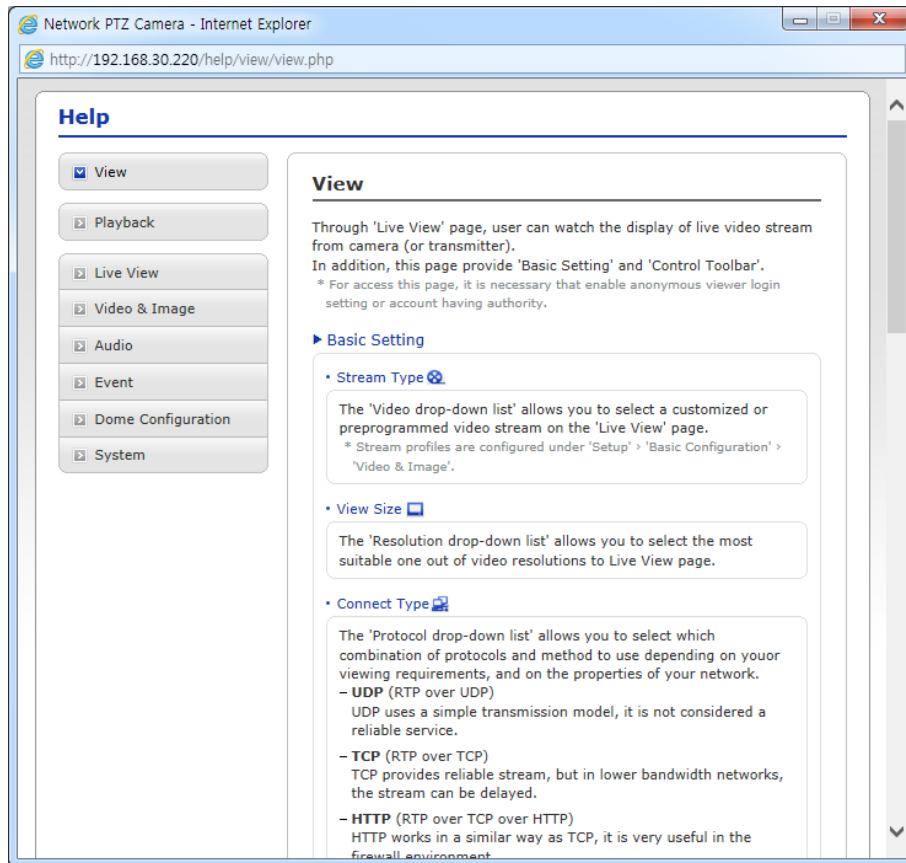 Network PTZ Camera - Internet Explorer
http://192.168.30.220/help/view/view.php
Help
View
Playback
Live View
Video & Image
Audio
Event
Dome Configuration
System
View
Through 'Live View' page, user can watch the display of live video stream
from camera (or transmitter).
In addition, this page provide 'Basic Setting' and 'Control Toolbar'.
* For access this page, it is necessary that enable anonymous viewer login
setting or account having authority.
Basic Setting
• Stream Type
The 'Video drop-down list' allows you to select a customized or
preprogrammed video stream on the 'Live View' page.
* Stream profiles are configured under 'Setup' > 'Basic Configuration' >
'Video & Image'.
• View Size
The 'Resolution drop-down list' allows you to select the most
suitable one out of video resolutions to Live View page.
• Connect Type
The 'Protocol drop-down list' allows you to select which
combination of protocols and method to use depending on youor
viewing requirements, and on the properties of your network.
– UDP (RTP over UDP)
UDP uses a simple transmission model, it is not considered a
reliable service.
– TCP (RTP over TCP)
TCP provides reliable stream, but in lower bandwidth networks,
the stream can be delayed.
– HTTP (RTP over TCP over HTTP)
HTTP works in a similar way as TCP, it is very useful in the
firewall environment